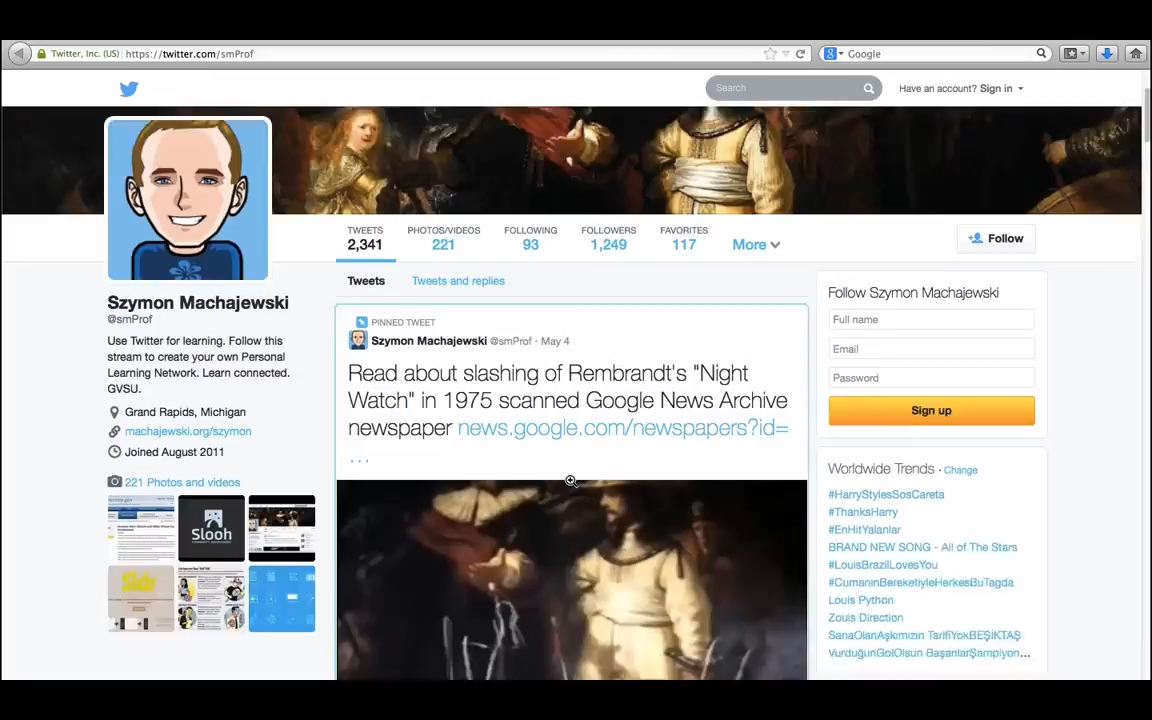 Twitter, Inc. (US) https://twitter.com/smProf
Google
Search
Have an account? Sign in
TWEETS
2,341
PHOTOS/VIDEOS
221
FOLLOWING
93
FOLLOWERS
1,249
FAVORITES
117
More
Follow
Szymon Machajewski
@smProf
Use Twitter for learning. Follow this
stream to create your own Personal
Learning Network. Learn connected.
GVSU.
Grand Rapids, Michigan
machajewski.org/szymon
Joined August 2011
221 Photos and videos
Slooh
Tweets
Tweets and replies
PINNED TWEET
Szymon Machajewski @smProf · May 4
Read about slashing of Rembrandt's "Night
Watch" in 1975 scanned Google News Archive
newspaper news.google.com/newspapers?id=
...
Follow Szymon Machajewski
Full name
Email
Password
Sign up
Worldwide Trends · Change
#HarryStylesSosCareta
#ThanksHarry
#EnHitYalanlar
BRAND NEW SONG - All of The Stars
#LouisBrazilLovesYou
#CumanınBereketiyleHerkesBuTagda
Louis Python
Zouis Direction
SanaOlanAşkımızın TarifiYokBEŞİKTAŞ
VurduğunGolOlsun BaşarılarŞampiyon...